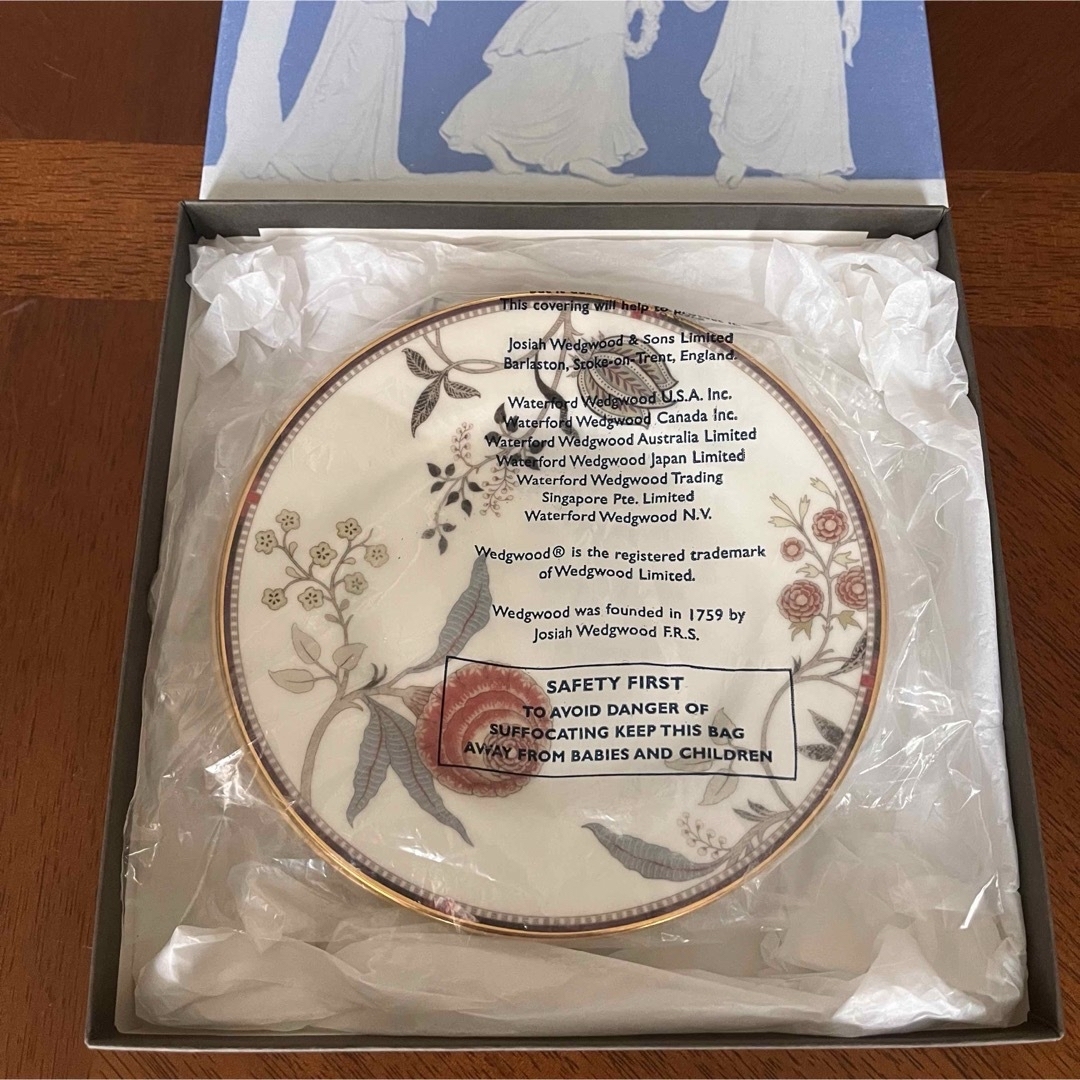 This covering will help to
Josiah Wedgwood & Sons Limited
Barlaston, Stoke-on-Trent, England.
Waterford Wedgwood U.S.A. Inc.
Waterford Wedgwood Canada Inc.
Waterford Wedgwood Australia Limited
Waterford Wedgwood Japan Limited
Waterford Wedgwood Trading
Singapore Pte. Limited
Waterford Wedgwood N.V.
Wedgwood® is the registered trademark
of Wedgwood Limited.
Wedgwood was founded in 1759 by
Josiah Wedgwood F.R.S.
SAFETY FIRST
TO AVOID DANGER OF
SUFFOCATING KEEP THIS BAG
AWAY FROM BABIES AND CHILDREN